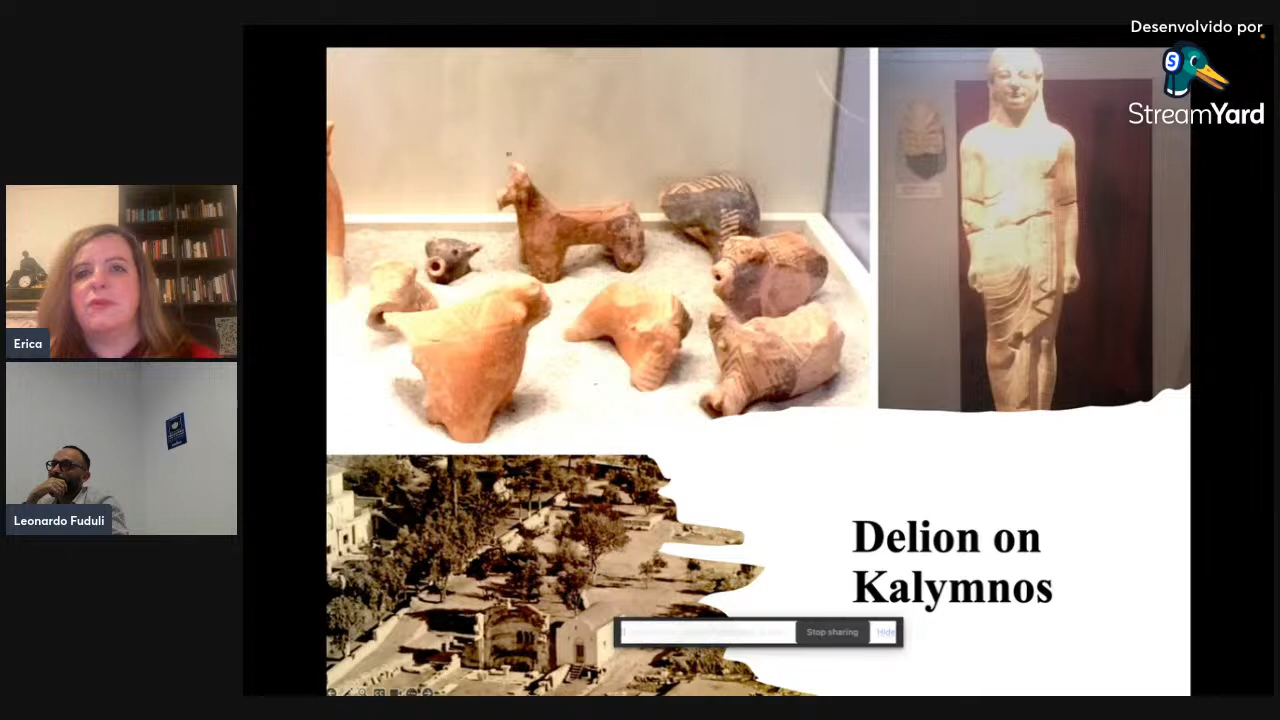 Desenvolvido por
StreamYard
Erica
Leonardo Fuduli
Delion on
Kalymnos
Stop sharing
Hide